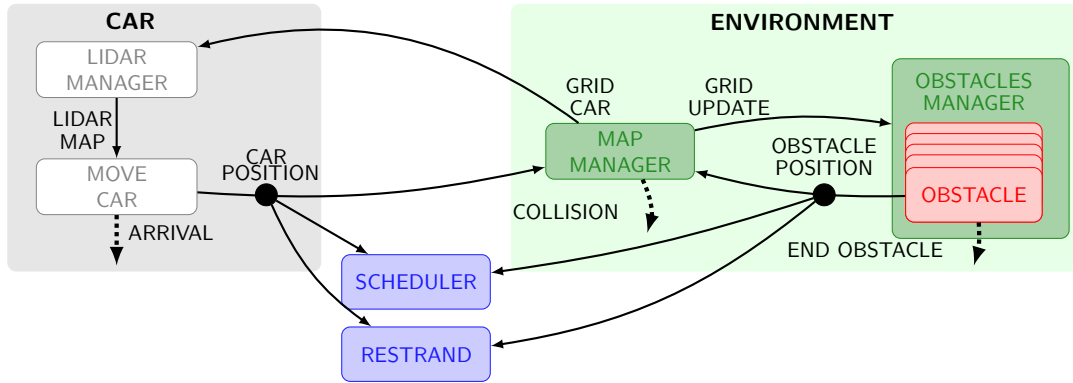 CAR
ENVIRONMENT
LIDAR
MANAGER
GRID
CAR
GRID
UPDATE
OBSTACLES
MANAGER
LIDAR
MAP
MAP
MANAGER
CAR
POSITION
OBSTACLE
POSITION
MOVE
CAR
OBSTACLE
ARRIVAL
COLLISION
END OBSTACLE
SCHEDULER
RESTRAND